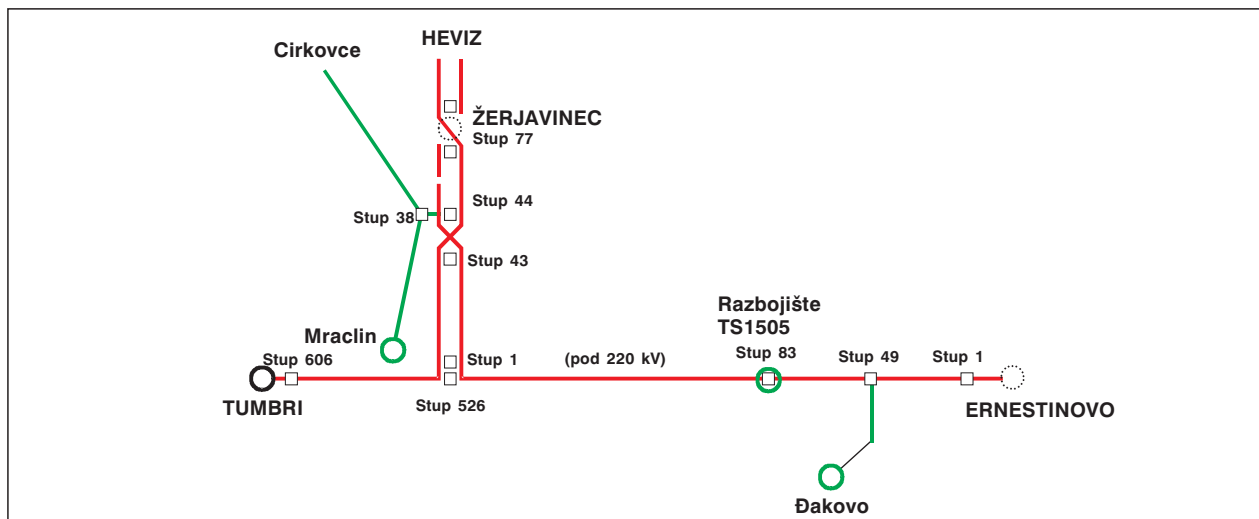 HEVIZ
Cirkovce
ŽERJAVINEC
Stup 77
Stup 44
Stup 38
Stup 43
Razbojište
TS1505
Mraclin
Stup 606
Stup 1
(pod 220 kV)
Stup 83
Stup 49
Stup 1
TUMBRI
Stup 526
ERNESTINOVO
Đakovo